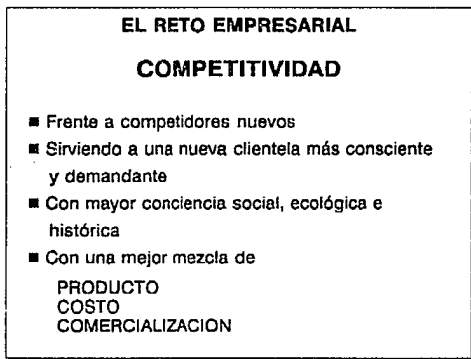 EL RETO EMPRESARIAL
COMPETITIVIDAD
■ Frente a competidores nuevos
■ Sirviendo a una nueva clientela más consciente
y demandante
■ Con mayor conciencia social, ecológica e
histórica
■ Con una mejor mezcla de
PRODUCTO
COSTO
COMERCIALIZACION